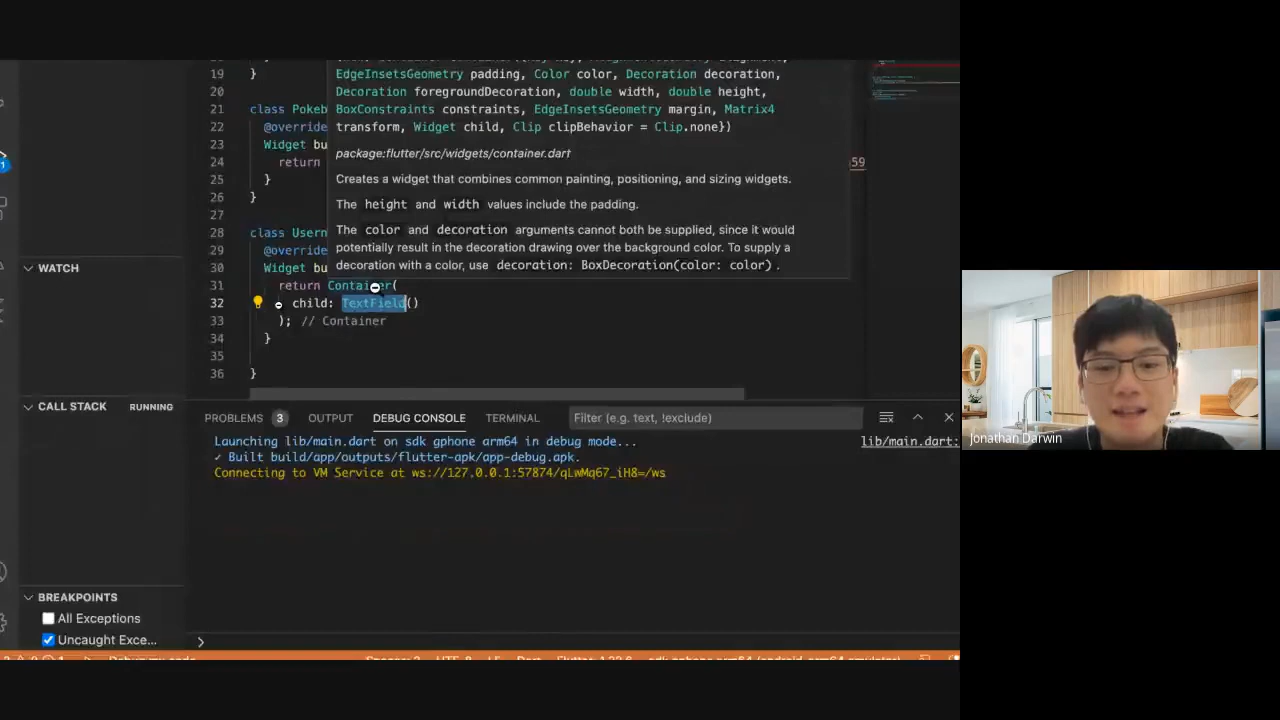 19 }
20
21 class Pokeb
22 @override
23 Widget bu
24 return
25 }
26 }
27
28 class Usern
29 @override
30 Widget bu
31 return Container(
32 child: TextField()
33 ); // Container
34 }
35
36 }
EdgeInsetsGeometry padding, Color color, Decoration decoration,
Decoration foregroundDecoration, double width, double height,
BoxConstraints constraints, EdgeInsetsGeometry margin, Matrix4
transform, Widget child, Clip clipBehavior = Clip.none})
package:flutter/src/widgets/container.dart
Creates a widget that combines common painting, positioning, and sizing widgets.
The height and width values include the padding.
The color and decoration arguments cannot both be supplied, since it would
potentially result in the decoration drawing over the background color. To supply a
decoration with a color, use decoration: BoxDecoration(color: color).
59
1
WATCH
CALL STACK RUNNING
BREAKPOINTS
All Exceptions
Uncaught Exce...
PROBLEMS 3 OUTPUT DEBUG CONSOLE TERMINAL Filter (e.g. text, !exclude)
Launching lib/main.dart on sdk gphone arm64 in debug mode... lib/main.dart:
✓ Built build/app/outputs/flutter-apk/app-debug.apk.
Connecting to VM Service at ws://127.0.0.1:57874/qLwMq67_iH8=/ws
Jonathan Darwin